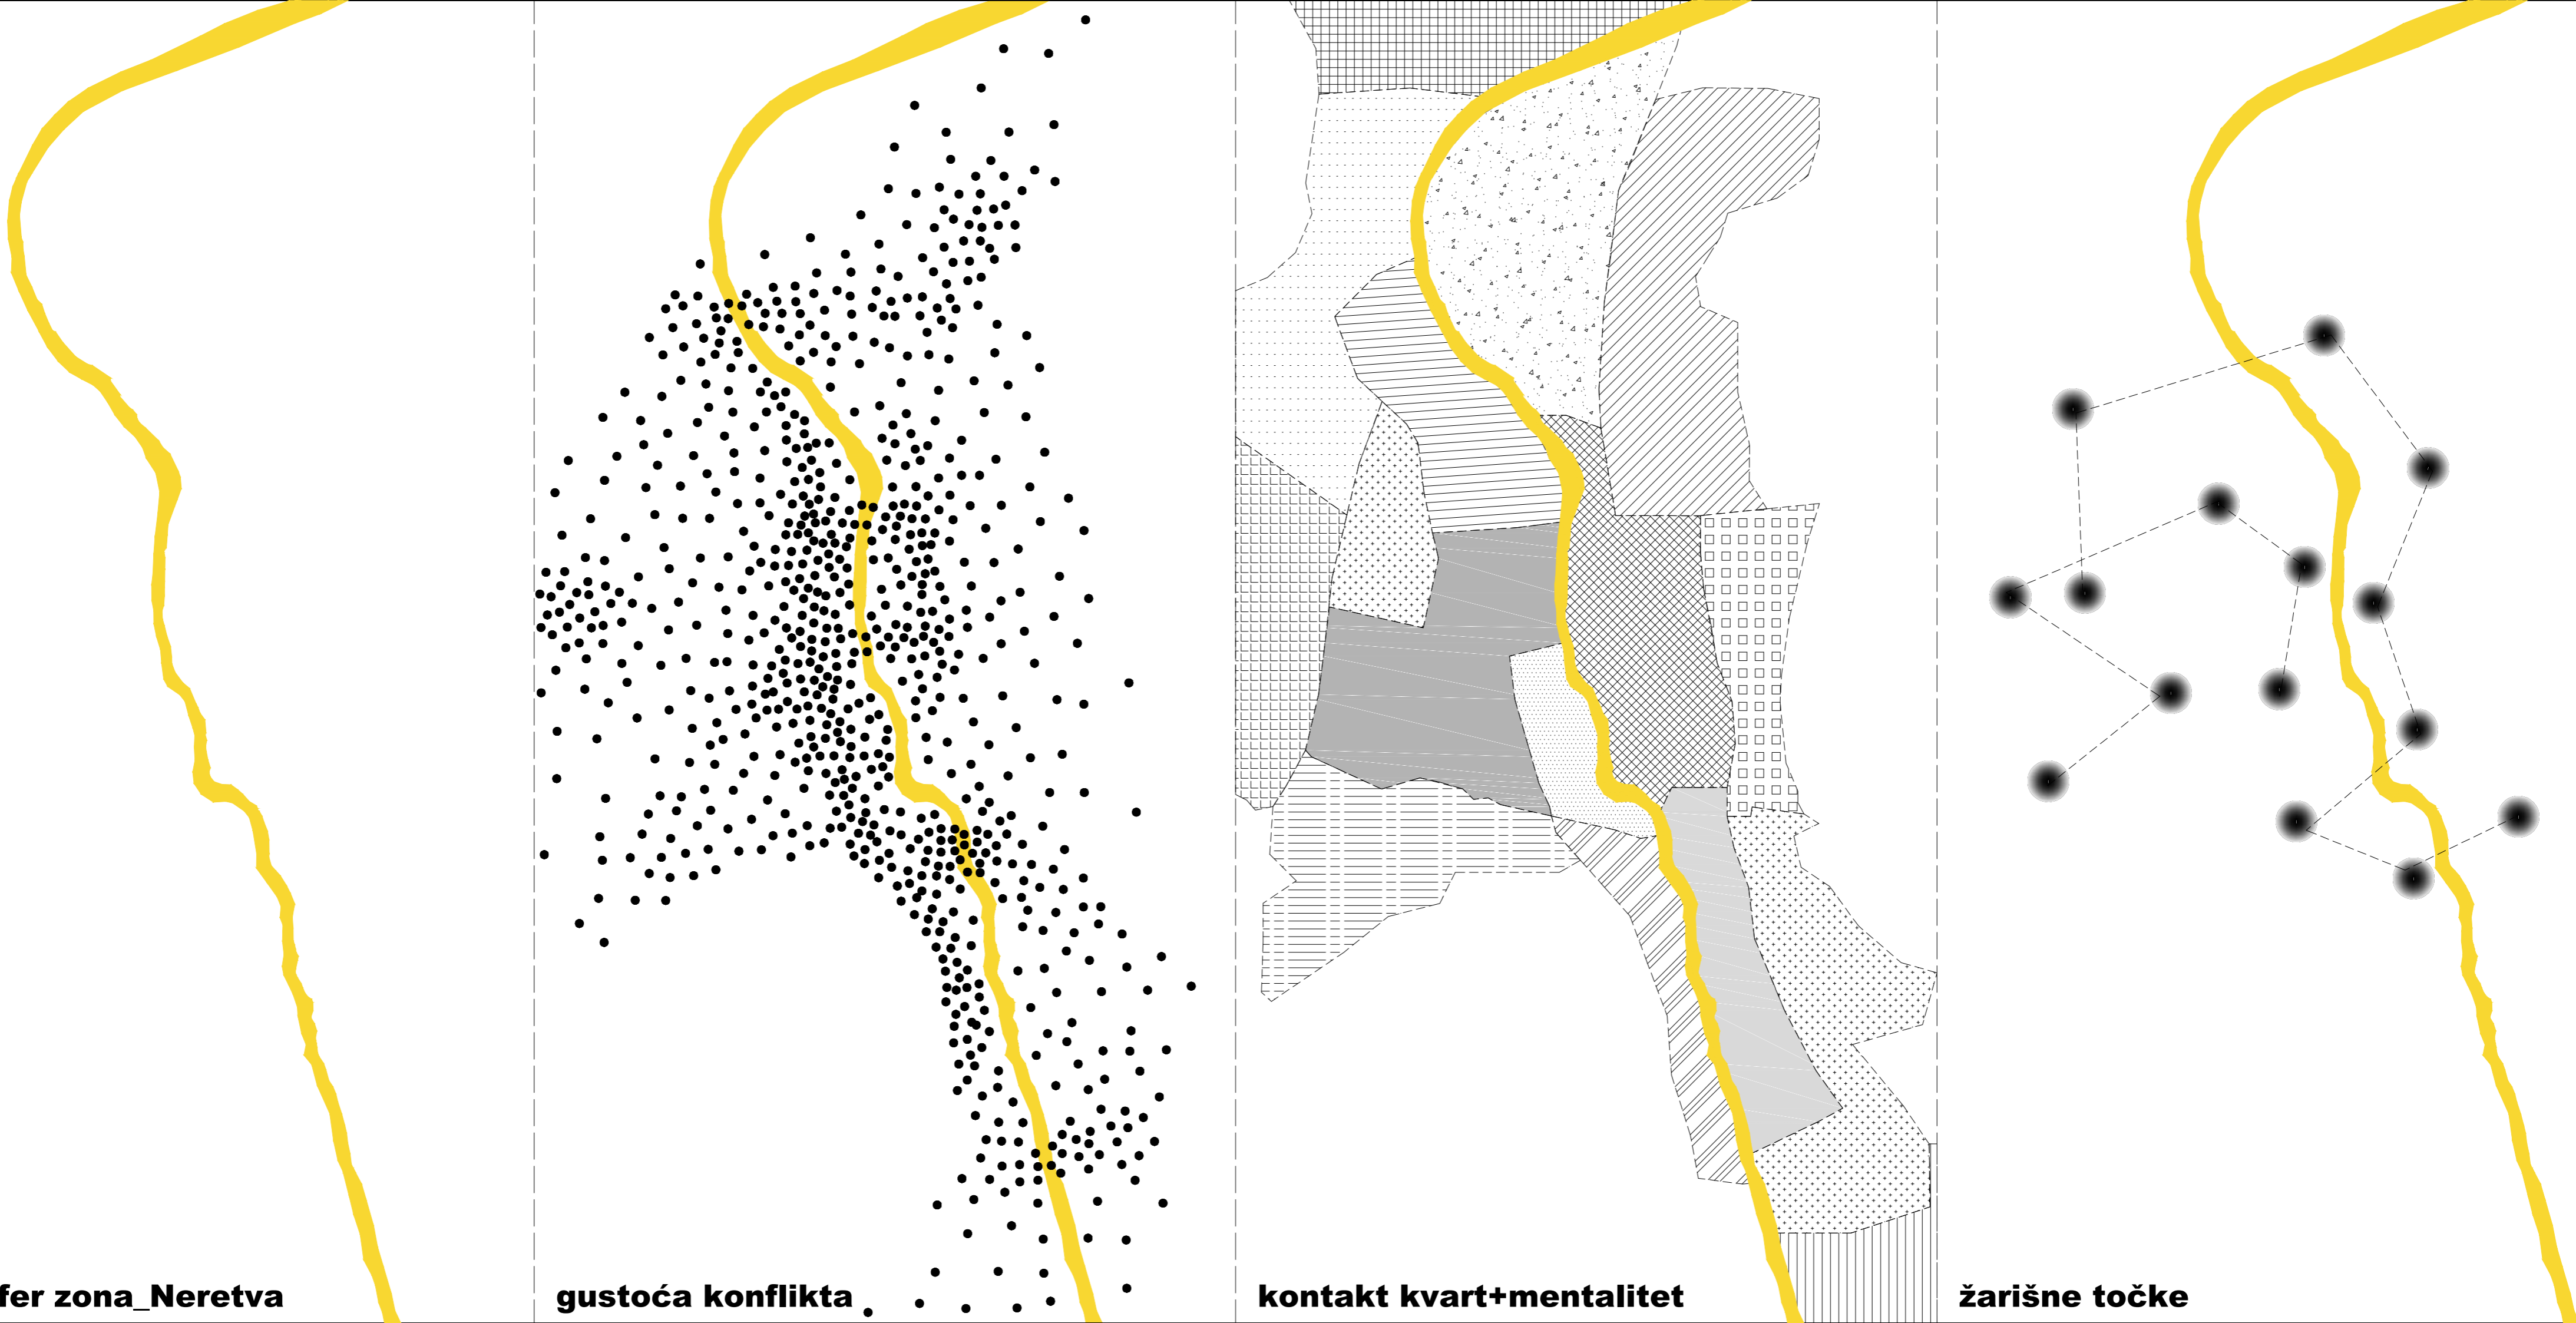 fer zona_Neretva
gustoća konflikta
kontakt kvart+mentalitet
žarišne točke